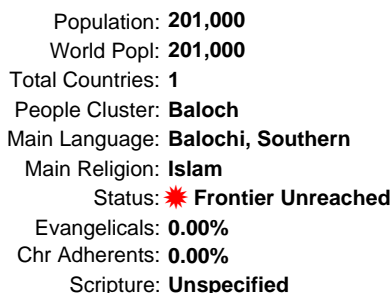 Population: 201,000
World Popl: 201,000
Total Countries: 1
People Cluster: Baloch
Main Language: Balochi, Southern
Main Religion: Islam
Status: Frontier Unreached
Evangelicals: 0.00%
Chr Adherents: 0.00%
Scripture: Unspecified